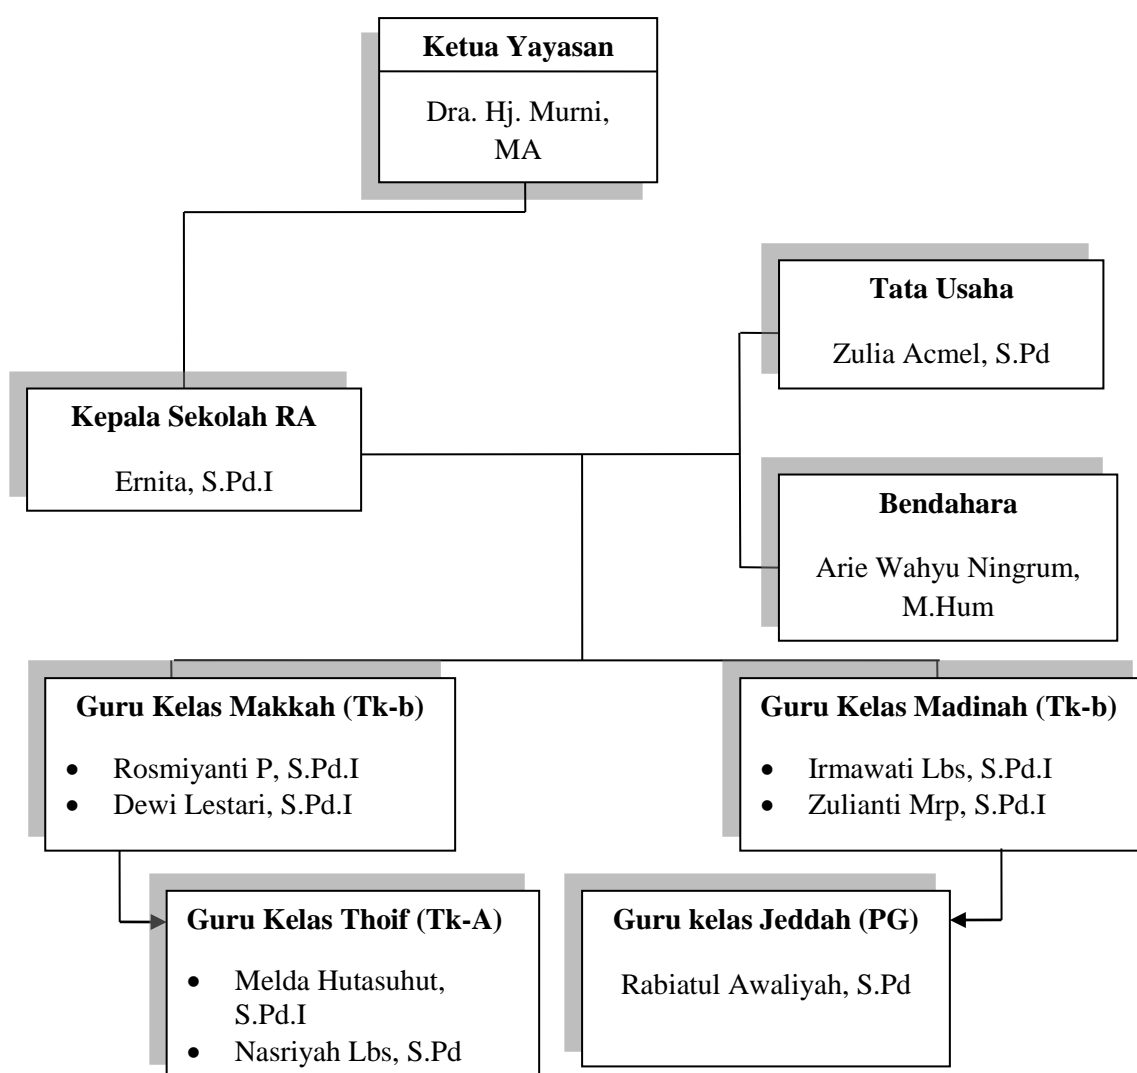 Ketua Yayasan
Dra. Hj. Murni,
MA
Tata Usaha
Zulia Acmel, S.Pd
Kepala Sekolah RA
Ernita, S.Pd.I
Bendahara
Arie Wahyu Ningrum,
M.Hum
Guru Kelas Makkah (Tk-b)
• Rosmiyanti P, S.Pd.I
• Dewi Lestari, S.Pd.I
Guru Kelas Madinah (Tk-b)
• Irmawati Lbs, S.Pd.I
• Zulianti Mrp, S.Pd.I
Guru Kelas Thoif (Tk-A)
• Melda Hutasuhut,
S.Pd.I
• Nasriyah Lbs, S.Pd
Guru kelas Jeddah (PG)
Rabiatul Awaliyah, S.Pd